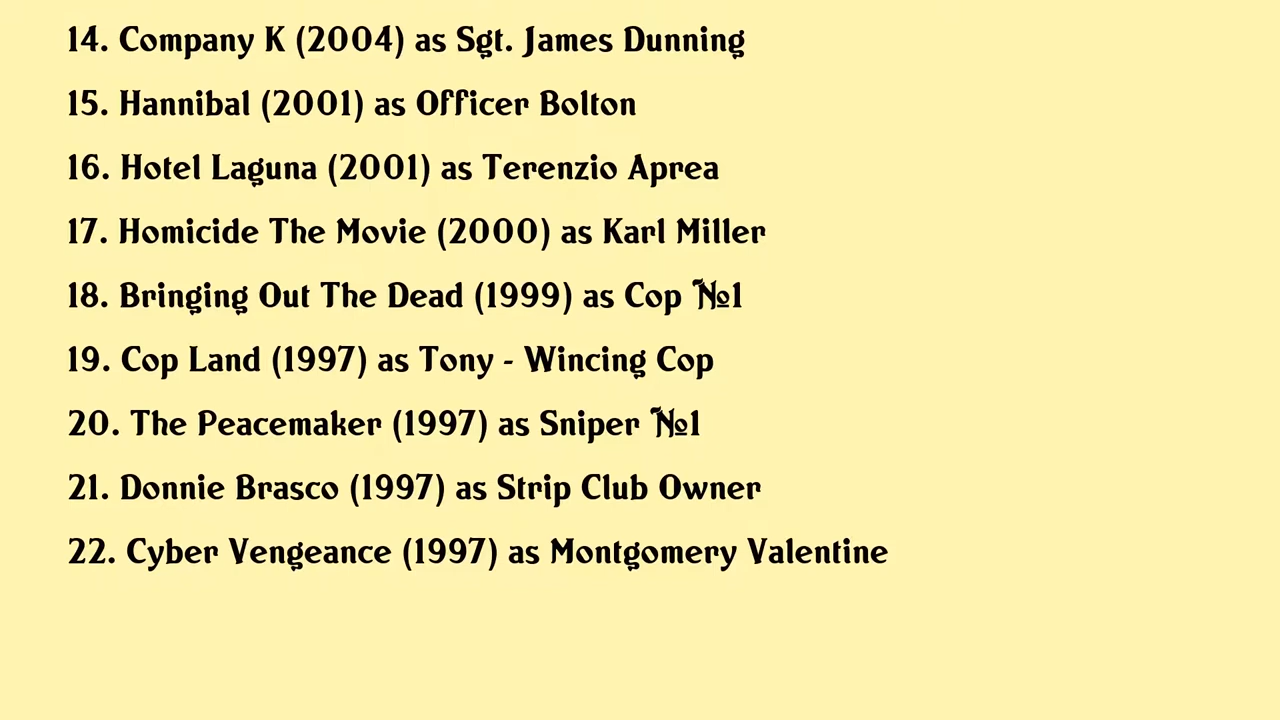 14. Company K (2004) as Sgt. James Dunning
15. Hannibal (2001) as Officer Bolton
16. Hotel Laguna (2001) as Terenzio Aprea
17. Homicide The Movie (2000) as Karl Miller
18. Bringing Out The Dead (1999) as Cop №1
19. Cop Land (1997) as Tony - Wincing Cop
20. The Peacemaker (1997) as Sniper №1
21. Donnie Brasco (1997) as Strip Club Owner
22. Cyber Vengeance (1997) as Montgomery Valentine